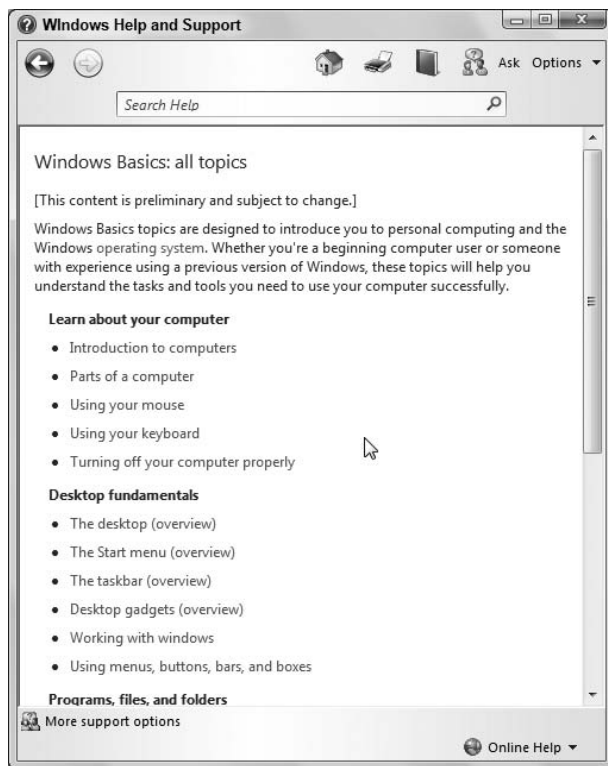 Windows Help and Support
Ask Options
Search Help
Windows Basics: all topics
[This content is preliminary and subject to change.]
Windows Basics topics are designed to introduce you to personal computing and the
Windows operating system. Whether you're a beginning computer user or someone
with experience using a previous version of Windows, these topics will help you
understand the tasks and tools you need to use your computer successfully.
Learn about your computer
• Introduction to computers
• Parts of a computer
• Using your mouse
• Using your keyboard
• Turning off your computer properly
Desktop fundamentals
• The desktop (overview)
• The Start menu (overview)
• The taskbar (overview)
• Desktop gadgets (overview)
• Working with windows
• Using menus, buttons, bars, and boxes
Programs, files, and folders
More support options
Online Help